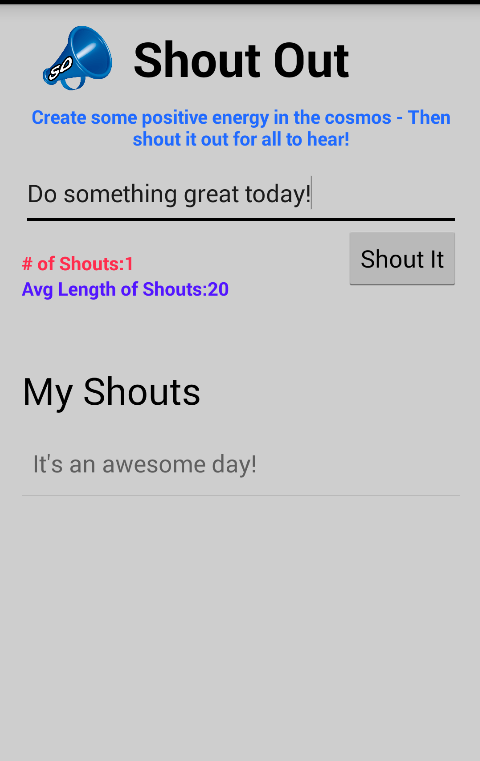 SO
Shout Out
Create some positive energy in the cosmos - Then
shout it out for all to hear!
Do something great today!
Shout It
# of Shouts:1
Avg Length of Shouts:20
My Shouts
It's an awesome day!